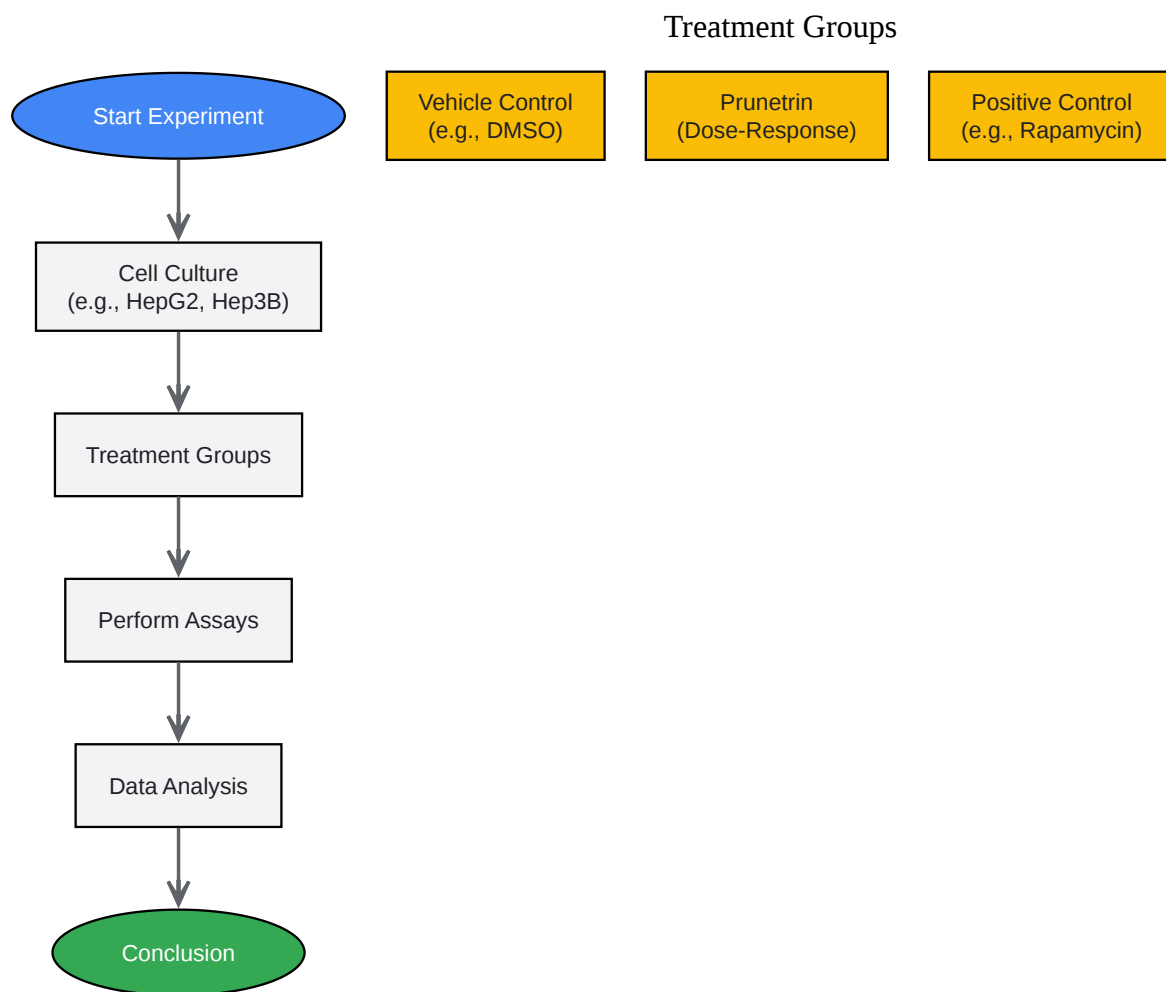 Treatment Groups
Start Experiment
Vehicle Control
(e.g., DMSO)
Prunetrin
(Dose-Response)
Positive Control
(e.g., Rapamycin)
Cell Culture
(e.g., HepG2, Hep3B)
Treatment Groups
Perform Assays
Data Analysis
Conclusion